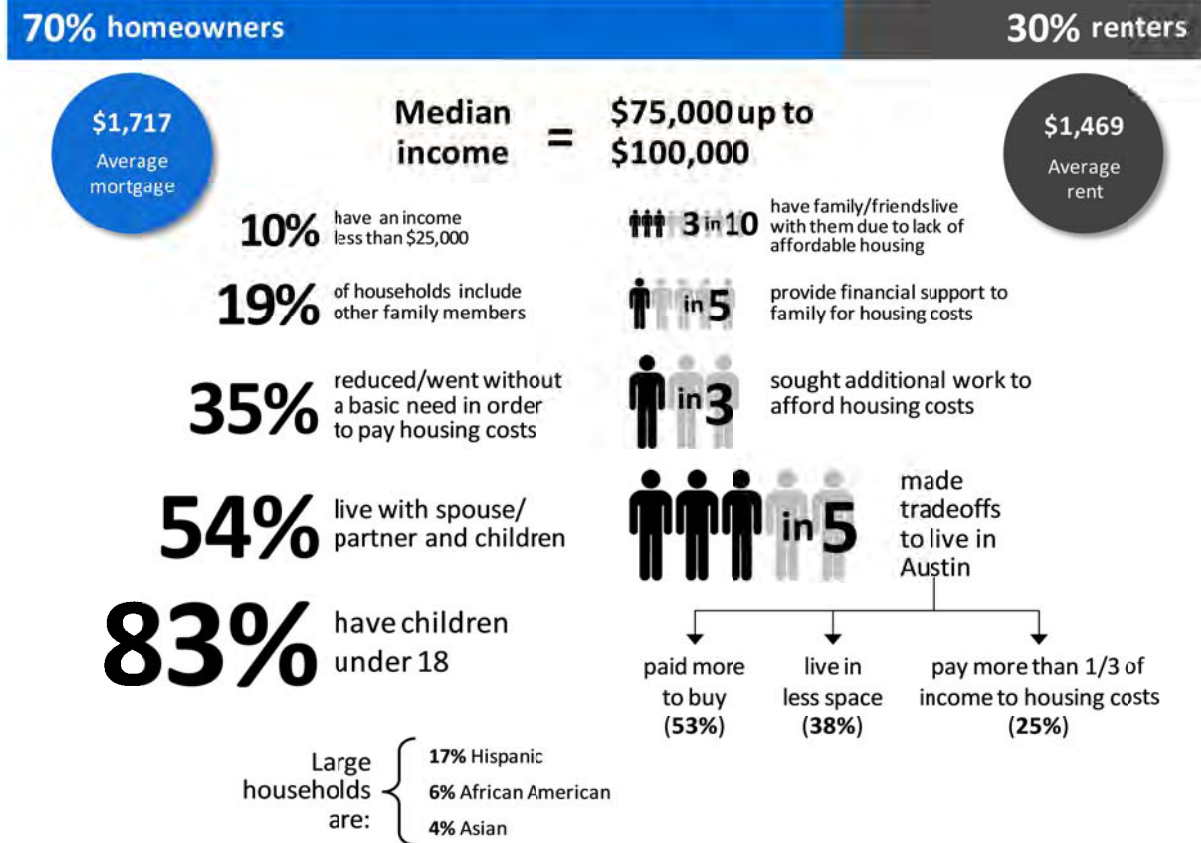 70% homeowners
30% renters
$1,717
Average
mortgage
Median
income
=
$75,000 up to
$100,000
$1,469
Average
rent
10%
have an income
less than $25,000
3 in 10
have family/friends live
with them due to lack of
affordable housing
19%
of households include
other family members
in 5
provide financial support to
family for housing costs
35%
reduced/went without
a basic need in order
to pay housing costs
in 3
sought additional work to
afford housing costs
54%
live with spouse/
partner and children
in 5
made
tradeoffs
to live in
Austin
83%
have children
under 18
paid more
to buy
(53%)
live in
less space
(38%)
pay more than 1/3 of
income to housing costs
(25%)
Large
households
are:
17% Hispanic
6% African American
4% Asian